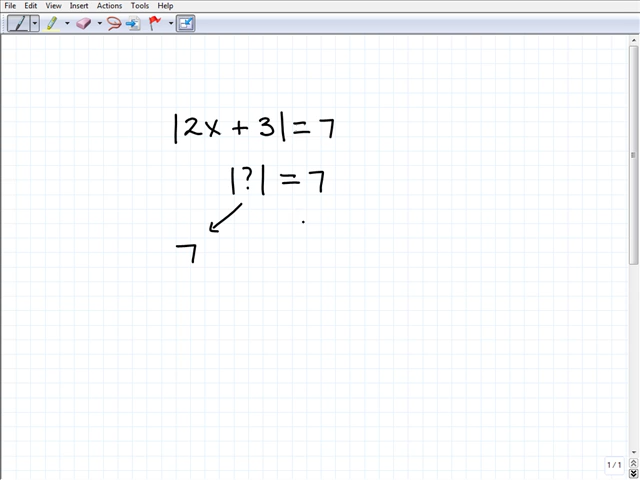 File Edit View Insert Actions Tools Help
|2x + 3| = 7
|?| = 7
7
1 / 1